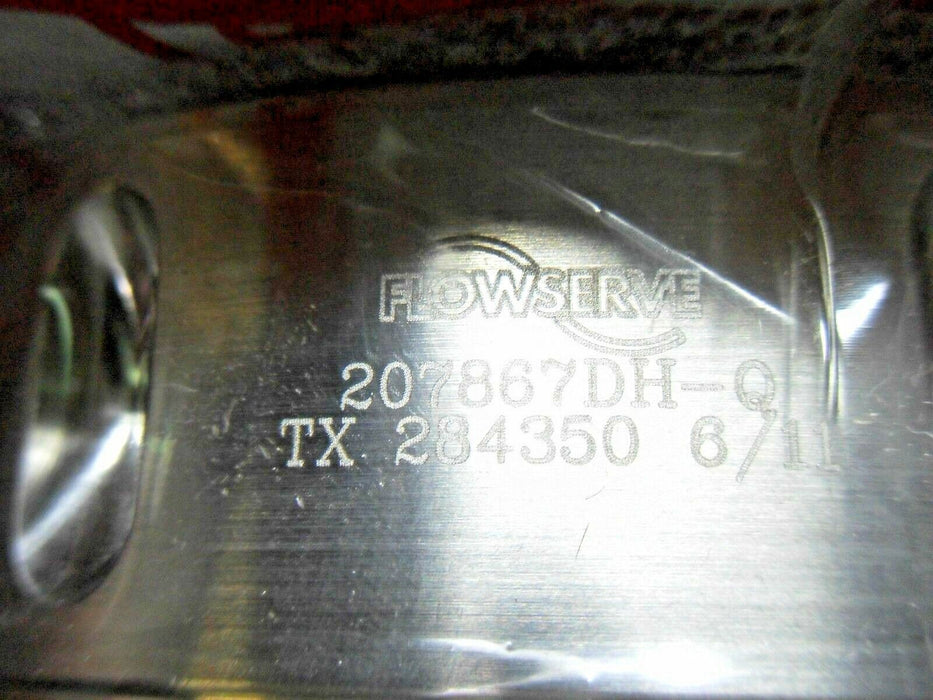 FLOWSERVE
207867DH-Q
TX 284350 6/11